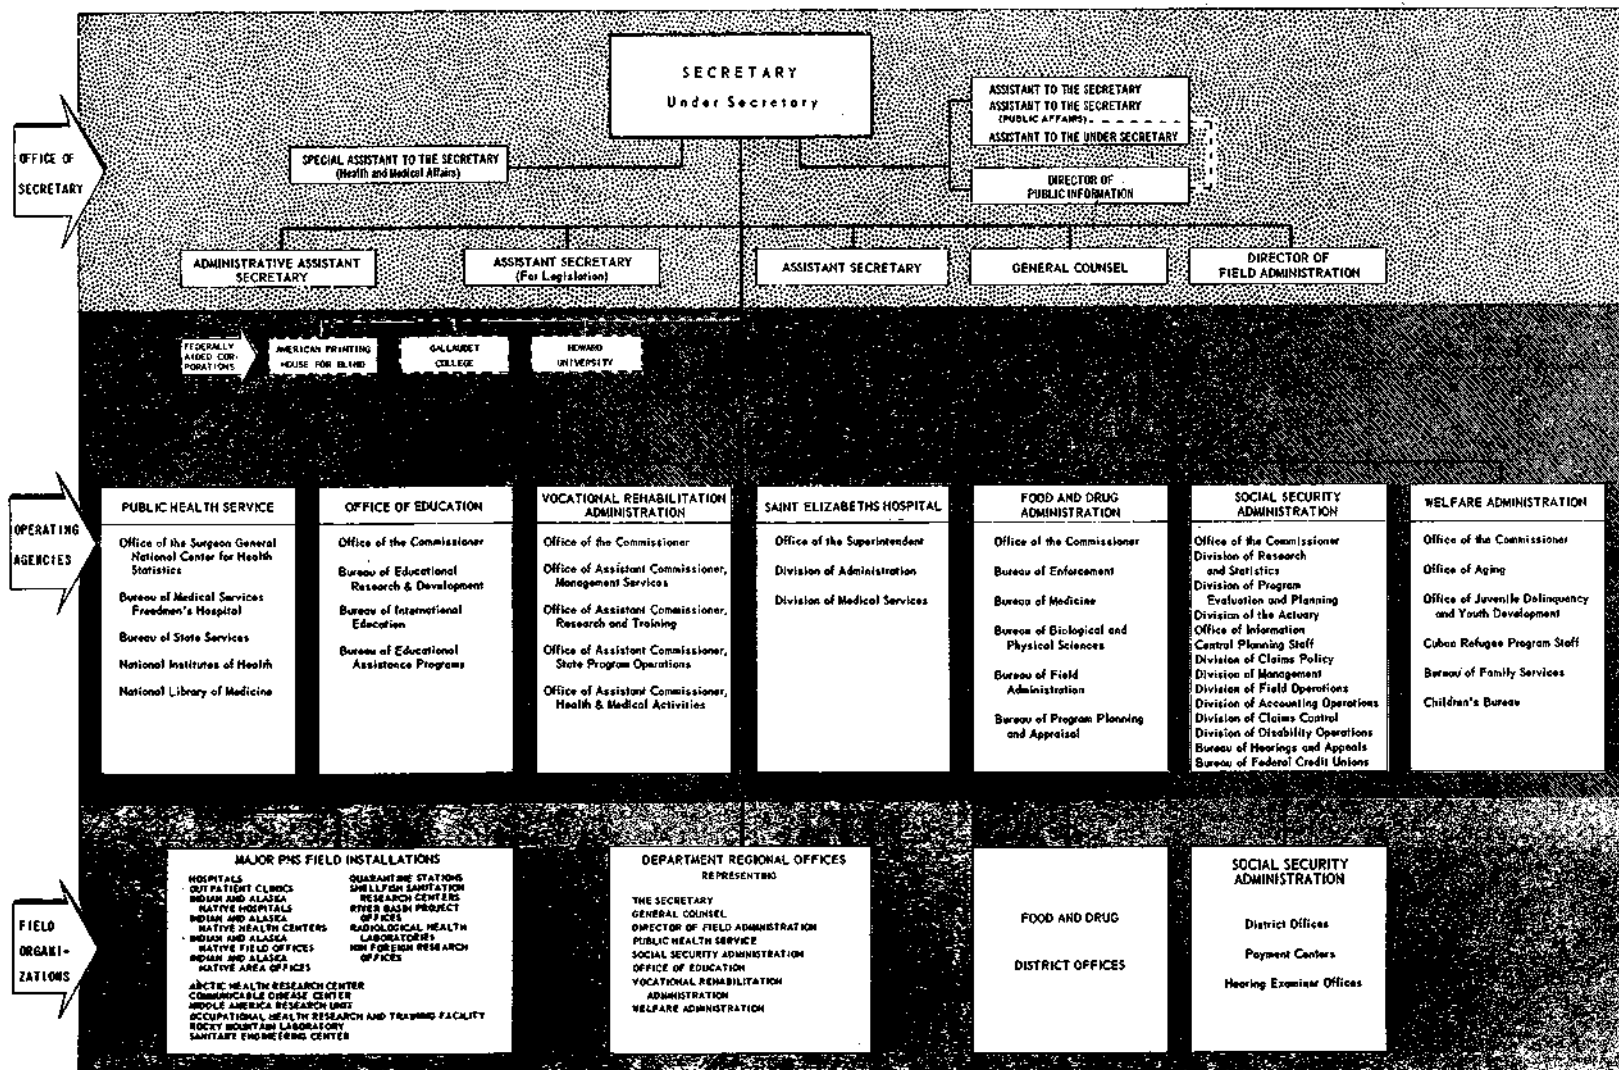 OFFICE OF
SECRETARY
SECRETARY
Under Secretary
ASSISTANT TO THE SECRETARY
ASSISTANT TO THE SECRETARY
(PUBLIC AFFAIRS)
ASSISTANT TO THE UNDER SECRETARY
SPECIAL ASSISTANT TO THE SECRETARY
(Health and Medical Affairs)
DIRECTOR OF
PUBLIC INFORMATION
ADMINISTRATIVE ASSISTANT
SECRETARY
ASSISTANT SECRETARY
(For Legislation)
ASSISTANT SECRETARY
GENERAL COUNSEL
DIRECTOR OF
FIELD ADMINISTRATION
FEDERALLY
AIDED COR-
PORATIONS
AMERICAN PRINTING
HOUSE FOR BLIND
GALLAUDET
COLLEGE
HOWARD
UNIVERSITY
OPERATING
AGENCIES
PUBLIC HEALTH SERVICE
Office of the Surgeon General
National Center for Health
Statistics
Bureau of Medical Services
Freedmen's Hospital
Bureau of State Services
National Institutes of Health
National Library of Medicine
OFFICE OF EDUCATION
Office of the Commissioner
Bureau of Educational
Research & Development
Bureau of International
Education
Bureau of Educational
Assistance Programs
VOCATIONAL REHABILITATION
ADMINISTRATION
Office of the Commissioner
Office of Assistant Commissioner,
Management Services
Office of Assistant Commissioner,
Research and Training
Office of Assistant Commissioner,
State Program Operations
Office of Assistant Commissioner,
Health & Medical Activities
SAINT ELIZABETHS HOSPITAL
Office of the Superintendent
Division of Administration
Division of Medical Services
FOOD AND DRUG
ADMINISTRATION
Office of the Commissioner
Bureau of Enforcement
Bureau of Medicine
Bureau of Biological and
Physical Sciences
Bureau of Field
Administration
Bureau of Program Planning
and Appraisal
SOCIAL SECURITY
ADMINISTRATION
Office of the Commissioner
Division of Research
and Statistics
Division of Program
Evaluation and Planning
Division of the Actuary
Office of Information
Central Planning Staff
Division of Claims Policy
Division of Management
Division of Field Operations
Division of Accounting Operations
Division of Claims Control
Division of Disability Operations
Bureau of Hearings and Appeals
Bureau of Federal Credit Unions
WELFARE ADMINISTRATION
Office of the Commissioner
Office of Aging
Office of Juvenile Delinquency
and Youth Development
Cuban Refugee Program Staff
Bureau of Family Services
Children's Bureau
FIELD
ORGANI-
ZATIONS
MAJOR PHS FIELD INSTALLATIONS
HOSPITALS
OUTPATIENT CLINICS
INDIAN AND ALASKA
NATIVE HOSPITALS
INDIAN AND ALASKA
NATIVE HEALTH CENTERS
INDIAN AND ALASKA
NATIVE FIELD OFFICES
INDIAN AND ALASKA
NATIVE AREA OFFICES
QUARANTINE STATIONS
SHELLFISH SANITATION
RESEARCH CENTERS
RIVER BASIN PROJECT
OFFICES
RADIOLOGICAL HEALTH
LABORATORIES
NIH FOREIGN RESEARCH
OFFICES
ARCTIC HEALTH RESEARCH CENTER
COMMUNICABLE DISEASE CENTER
MIDDLE AMERICA RESEARCH UNIT
OCCUPATIONAL HEALTH RESEARCH AND TRAINING FACILITY
ROCKY MOUNTAIN LABORATORY
SANITARY ENGINEERING CENTER
DEPARTMENT REGIONAL OFFICES
REPRESENTING
THE SECRETARY
GENERAL COUNSEL
DIRECTOR OF FIELD ADMINISTRATION
PUBLIC HEALTH SERVICE
SOCIAL SECURITY ADMINISTRATION
OFFICE OF EDUCATION
VOCATIONAL REHABILITATION
ADMINISTRATION
WELFARE ADMINISTRATION
FOOD AND DRUG
DISTRICT OFFICES
SOCIAL SECURITY
ADMINISTRATION
District Offices
Payment Centers
Hearing Examiner Offices